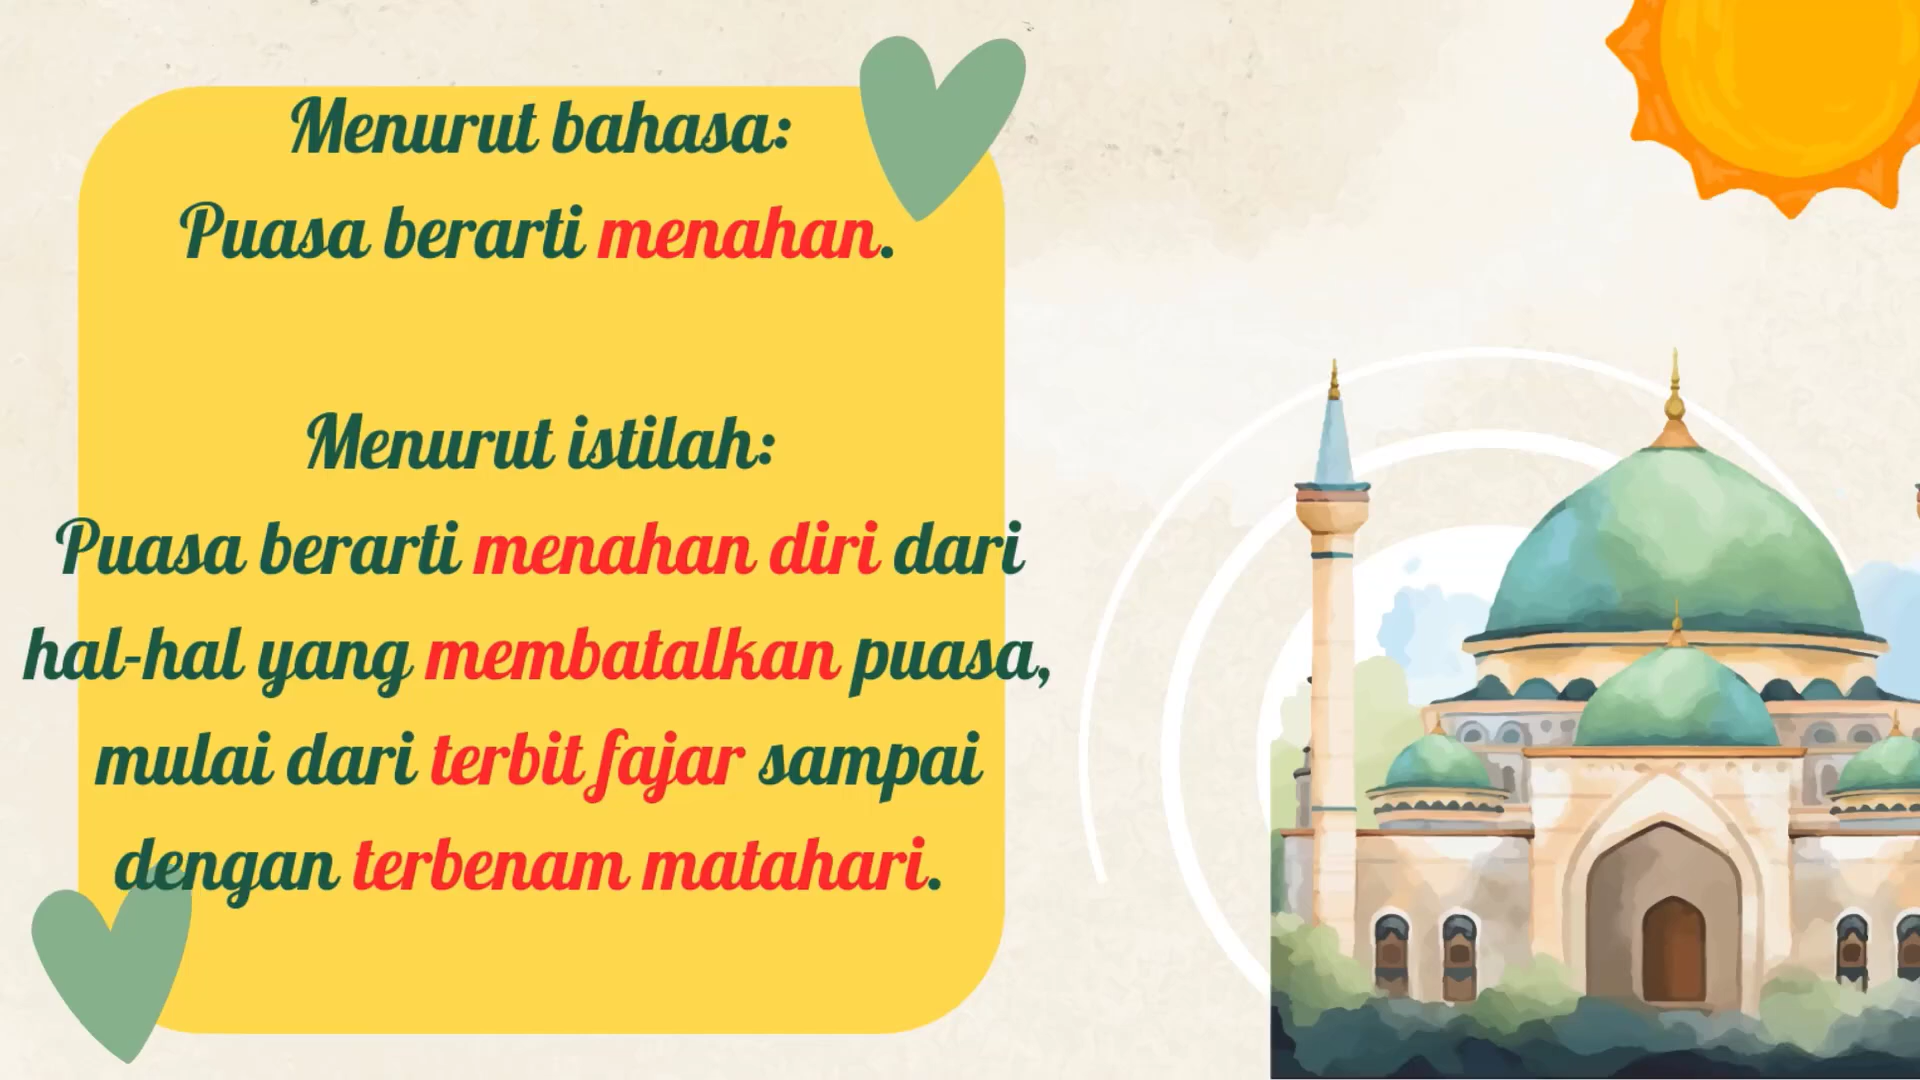 Menurut bahasa:
Puasa berarti menahan.
Menurut istilah:
Puasa berarti menahan diri dari
hal-hal yang membatalkan puasa,
mulai dari terbit fajar sampai
dengan terbenam matahari.